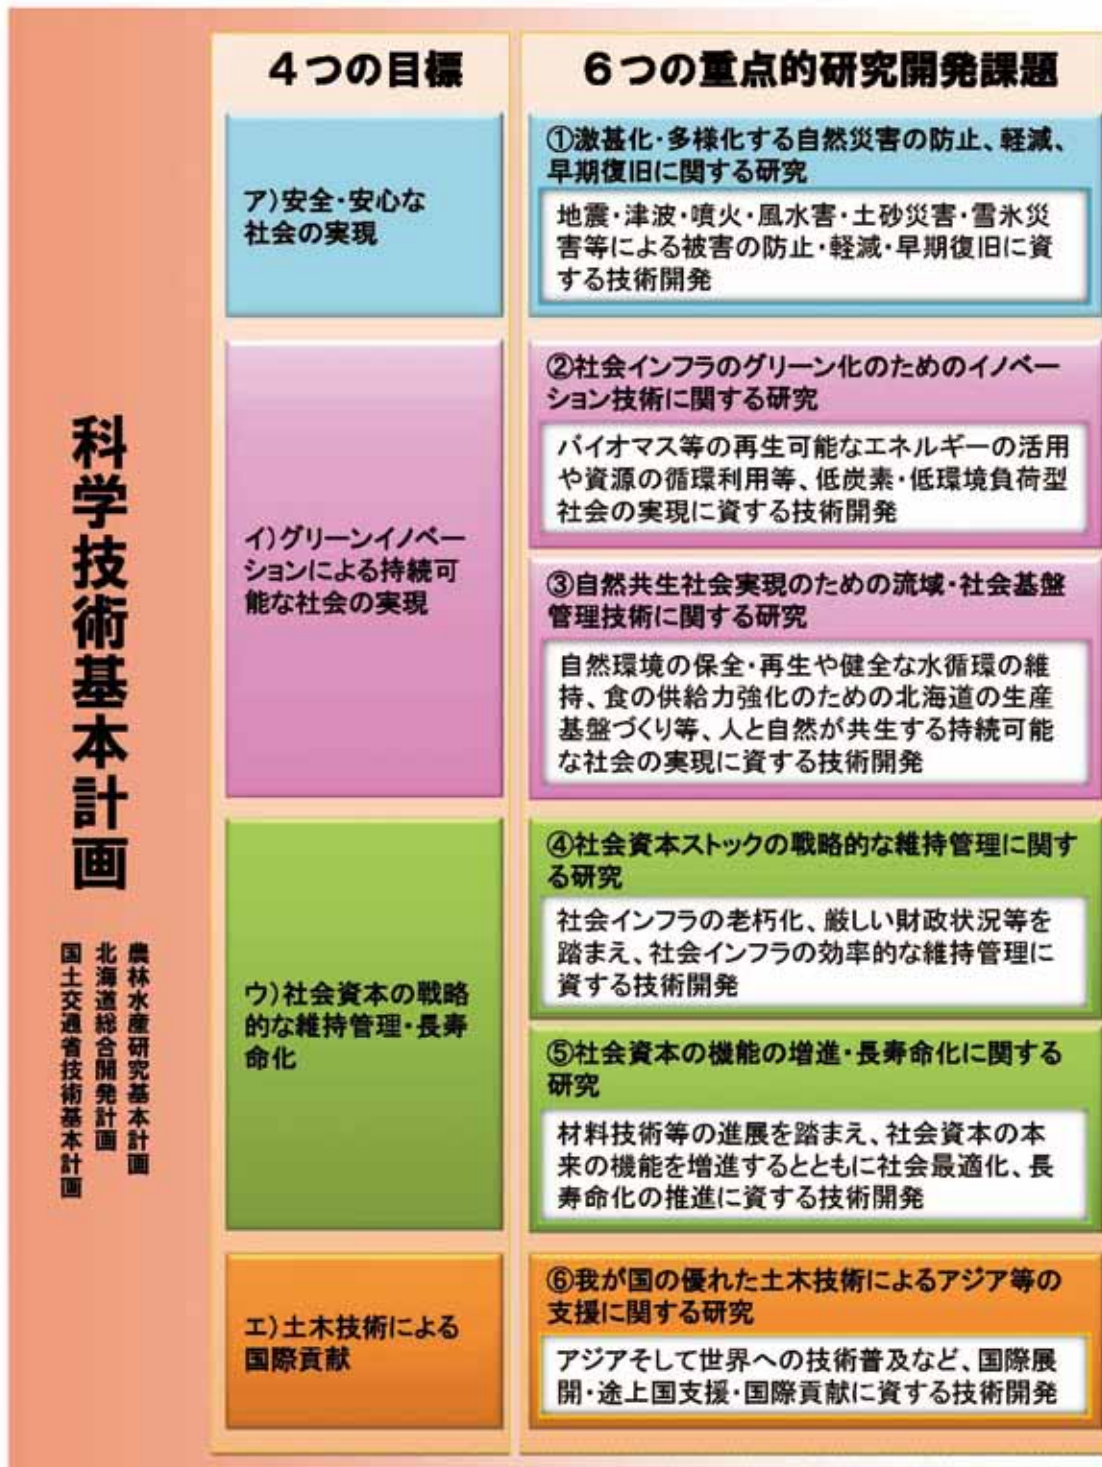 科学技術基本計画
農林水産研究基本計画
北海道総合開発計画
国土交通省技術基本計画
4つの目標
6つの重点的研究開発課題
ア)安全・安心な
社会の実現
①激甚化・多様化する自然災害の防止、軽減、
早期復旧に関する研究
地震・津波・噴火・風水害・土砂災害・雪氷災
害等による被害の防止・軽減・早期復旧に資
する技術開発
イ)グリーンイノベー
ションによる持続可
能な社会の実現
②社会インフラのグリーン化のためのイノベー
ション技術に関する研究
バイオマス等の再生可能なエネルギーの活用
や資源の循環利用等、低炭素・低環境負荷型
社会の実現に資する技術開発
③自然共生社会実現のための流域・社会基盤
管理技術に関する研究
自然環境の保全・再生や健全な水循環の維
持、食の供給力強化のための北海道の生産
基盤づくり等、人と自然が共生する持続可能
な社会の実現に資する技術開発
ウ)社会資本の戦略
的な維持管理・長寿
命化
④社会資本ストックの戦略的な維持管理に関す
る研究
社会インフラの老朽化、厳しい財政状況等を
踏まえ、社会インフラの効率的な維持管理に
資する技術開発
⑤社会資本の機能の増進・長寿命化に関する
研究
材料技術等の進展を踏まえ、社会資本の本
来の機能を増進するとともに社会最適化、長
寿命化の推進に資する技術開発
エ)土木技術による
国際貢献
⑥我が国の優れた土木技術によるアジア等の
支援に関する研究
アジアそして世界への技術普及など、国際展
開・途上国支援・国際貢献に資する技術開発